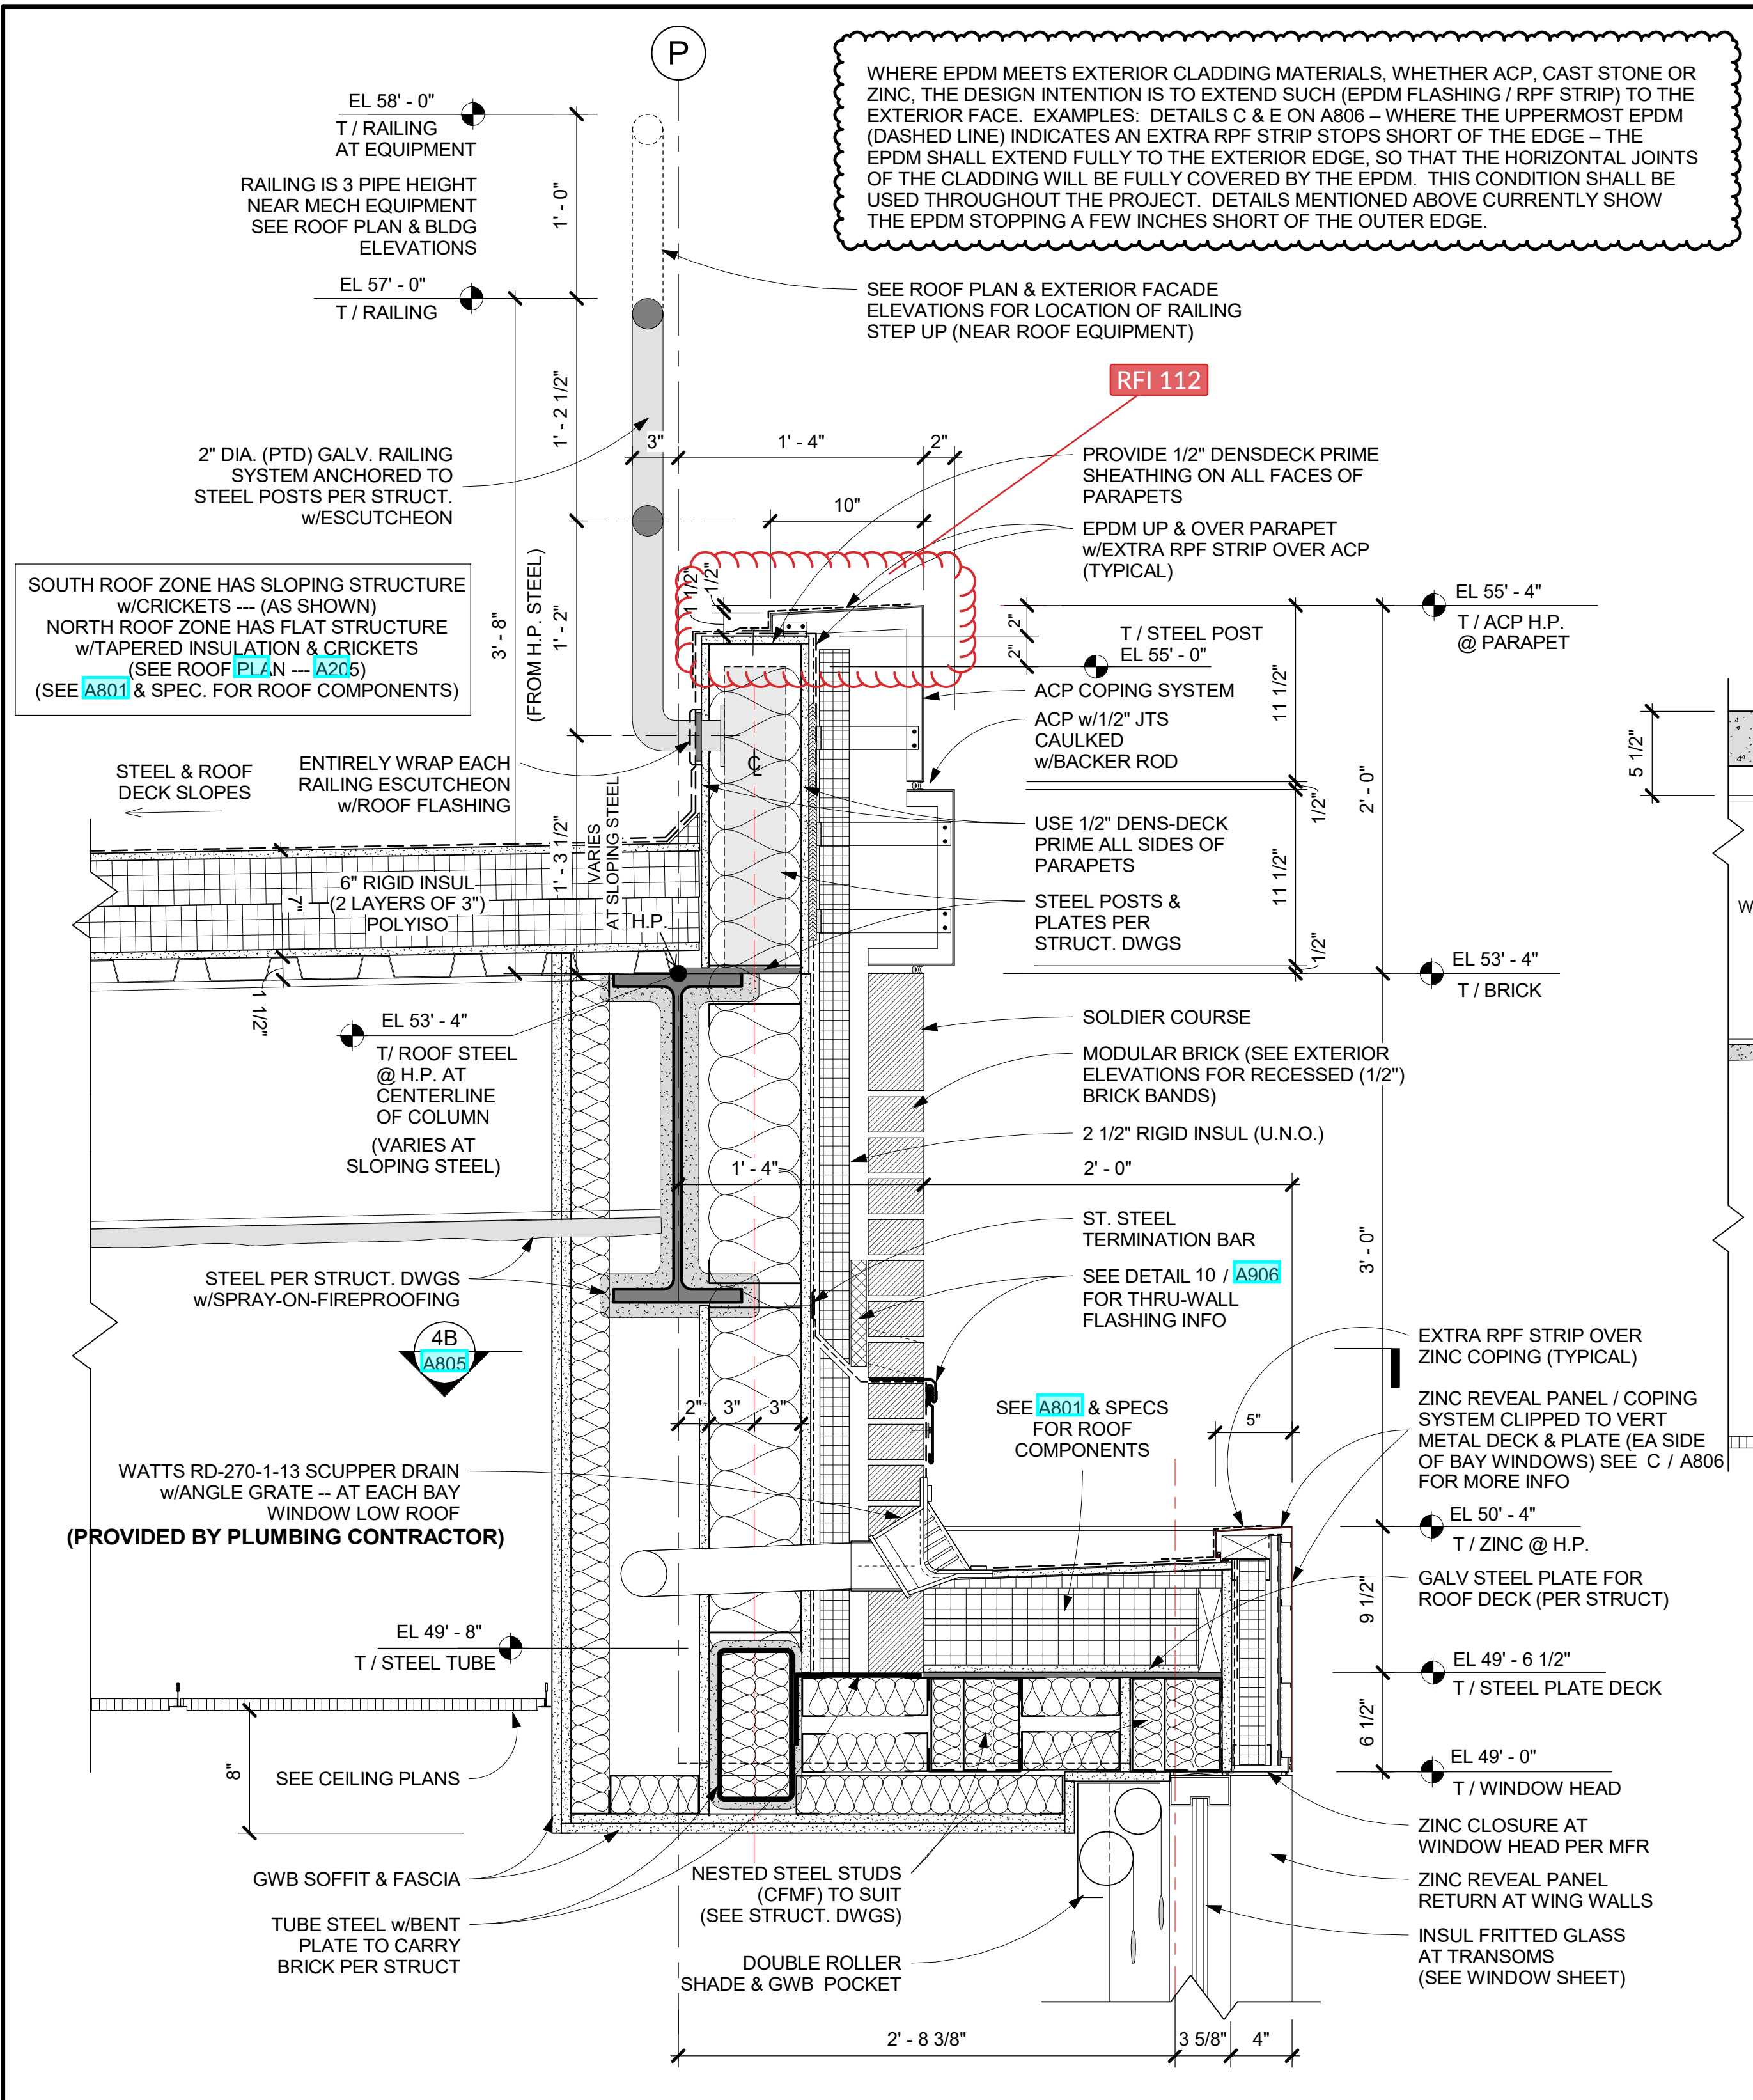 P
WHERE EPDM MEETS EXTERIOR CLADDING MATERIALS, WHETHER ACP, CAST STONE OR
ZINC, THE DESIGN INTENTION IS TO EXTEND SUCH (EPDM FLASHING / RPF STRIP) TO THE
EXTERIOR FACE. EXAMPLES: DETAILS C & E ON A806 – WHERE THE UPPERMOST EPDM
(DASHED LINE) INDICATES AN EXTRA RPF STRIP STOPS SHORT OF THE EDGE – THE
EPDM SHALL EXTEND FULLY TO THE EXTERIOR EDGE, SO THAT THE HORIZONTAL JOINTS
OF THE CLADDING WILL BE FULLY COVERED BY THE EPDM. THIS CONDITION SHALL BE
USED THROUGHOUT THE PROJECT. DETAILS MENTIONED ABOVE CURRENTLY SHOW
THE EPDM STOPPING A FEW INCHES SHORT OF THE OUTER EDGE.
EL 58' - 0"
T / RAILING
AT EQUIPMENT
RAILING IS 3 PIPE HEIGHT
NEAR MECH EQUIPMENT
SEE ROOF PLAN & BLDG
ELEVATIONS
1' - 0"
EL 57' - 0"
T / RAILING
SEE ROOF PLAN & EXTERIOR FACADE
ELEVATIONS FOR LOCATION OF RAILING
STEP UP (NEAR ROOF EQUIPMENT)
RFI 112
1' - 2 1/2"
3"
1' - 4"
2"
10"
2" DIA. (PTD) GALV. RAILING
SYSTEM ANCHORED TO
STEEL POSTS PER STRUCT.
w/ESCUTCHEON
PROVIDE 1/2" DENSDECK PRIME
SHEATHING ON ALL FACES OF
PARAPETS
EPDM UP & OVER PARAPET
w/EXTRA RPF STRIP OVER ACP
(TYPICAL)
SOUTH ROOF ZONE HAS SLOPING STRUCTURE
w/CRICKETS --- (AS SHOWN)
NORTH ROOF ZONE HAS FLAT STRUCTURE
w/TAPERED INSULATION & CRICKETS
(SEE ROOF PLAN --- A205)
(SEE A801 & SPEC. FOR ROOF COMPONENTS)
3' - 8"
(FROM H.P. STEEL)
1' - 2"
1 1/2"
1/2"
2"
2"
EL 55' - 4"
T / ACP H.P.
@ PARAPET
T / STEEL POST
EL 55' - 0"
ACP COPING SYSTEM
ACP w/1/2" JTS
CAULKED
w/BACKER ROD
11 1/2"
1/2"
2' - 0"
11 1/2"
1/2"
5 1/2"
W
STEEL & ROOF
DECK SLOPES
ENTIRELY WRAP EACH
RAILING ESCUTCHEON
w/ROOF FLASHING
CL
1' - 3 1/2"
VARIES
AT SLOPING STEEL
USE 1/2" DENS-DECK
PRIME ALL SIDES OF
PARAPETS
6" RIGID INSUL
(2 LAYERS OF 3")
POLYISO
7"
H.P.
STEEL POSTS &
PLATES PER
STRUCT. DWGS
1 1/2"
EL 53' - 4"
T / BRICK
EL 53' - 4"
T/ ROOF STEEL
@ H.P. AT
CENTERLINE
OF COLUMN
(VARIES AT
SLOPING STEEL)
SOLDIER COURSE
MODULAR BRICK (SEE EXTERIOR
ELEVATIONS FOR RECESSED (1/2")
BRICK BANDS)
2 1/2" RIGID INSUL (U.N.O.)
1' - 4"
2' - 0"
3' - 0"
ST. STEEL
TERMINATION BAR
SEE DETAIL 10 / A906
FOR THRU-WALL
FLASHING INFO
STEEL PER STRUCT. DWGS
w/SPRAY-ON-FIREPROOFING
4B
A805
EXTRA RPF STRIP OVER
ZINC COPING (TYPICAL)
2"
3"
3"
SEE A801 & SPECS
FOR ROOF
COMPONENTS
5"
ZINC REVEAL PANEL / COPING
SYSTEM CLIPPED TO VERT
METAL DECK & PLATE (EA SIDE
OF BAY WINDOWS) SEE C / A806
FOR MORE INFO
WATTS RD-270-1-13 SCUPPER DRAIN
w/ANGLE GRATE -- AT EACH BAY
WINDOW LOW ROOF
(PROVIDED BY PLUMBING CONTRACTOR)
EL 50' - 4"
T / ZINC @ H.P.
9 1/2"
GALV STEEL PLATE FOR
ROOF DECK (PER STRUCT)
EL 49' - 8"
T / STEEL TUBE
EL 49' - 6 1/2"
T / STEEL PLATE DECK
6 1/2"
EL 49' - 0"
T / WINDOW HEAD
8"
SEE CEILING PLANS
ZINC CLOSURE AT
WINDOW HEAD PER MFR
GWB SOFFIT & FASCIA
NESTED STEEL STUDS
(CFMF) TO SUIT
(SEE STRUCT. DWGS)
ZINC REVEAL PANEL
RETURN AT WING WALLS
TUBE STEEL w/BENT
PLATE TO CARRY
BRICK PER STRUCT
INSUL FRITTED GLASS
AT TRANSOMS
(SEE WINDOW SHEET)
DOUBLE ROLLER
SHADE & GWB POCKET
2' - 8 3/8"
3 5/8"
4"